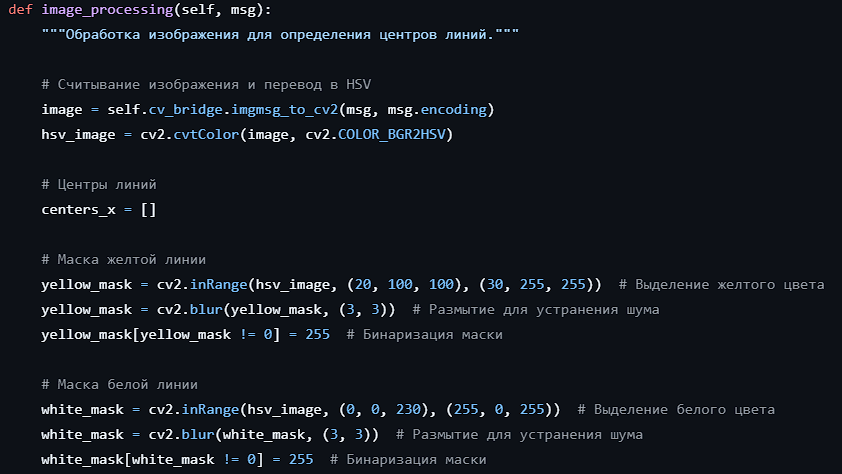 def image_processing(self, msg):
    """Обработка изображения для определения центров линий."""

    # Считывание изображения и перевод в HSV
    image = self.cv_bridge.imgmsg_to_cv2(msg, msg.encoding)
    hsv_image = cv2.cvtColor(image, cv2.COLOR_BGR2HSV)

    # Центры линий
    centers_x = []

    # Маска желтой линии
    yellow_mask = cv2.inRange(hsv_image, (20, 100, 100), (30, 255, 255))  # Выделение желтого цвета
    yellow_mask = cv2.blur(yellow_mask, (3, 3))  # Размытие для устранения шума
    yellow_mask[yellow_mask != 0] = 255  # Бинаризация маски

    # Маска белой линии
    white_mask = cv2.inRange(hsv_image, (0, 0, 230), (255, 0, 255))  # Выделение белого цвета
    white_mask = cv2.blur(white_mask, (3, 3))  # Размытие для устранения шума
    white_mask[white_mask != 0] = 255  # Бинаризация маски